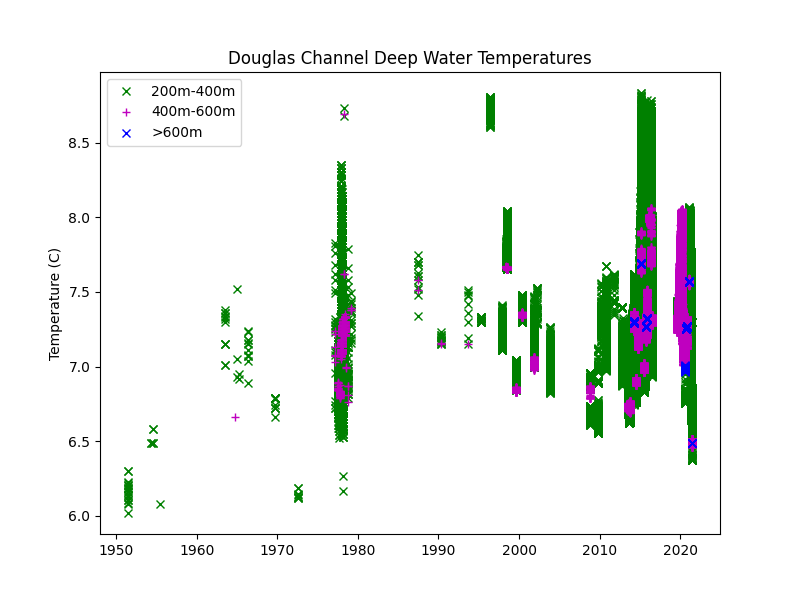 Douglas Channel Deep Water Temperatures
200m-400m
400m-600m
>600m
Temperature (C)
8.5
8.0
7.5
7.0
6.5
6.0
1950 1960 1970 1980 1990 2000 2010 2020